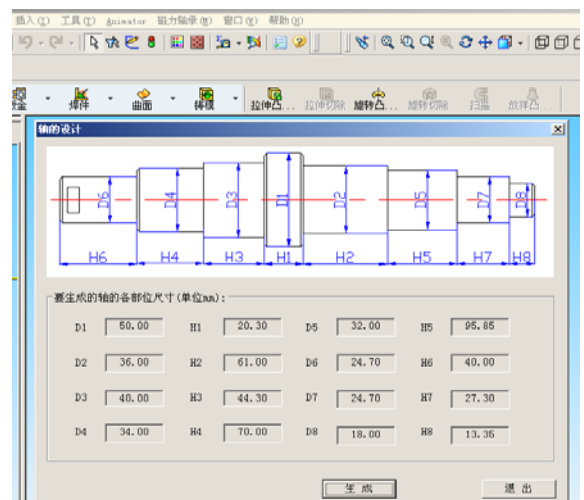 插入(I) 工具(T) Animator 磁力轴承(M) 窗口(W) 帮助(H)
焊件 曲面 模 拉伸凸... 拉伸切除 旋转凸... 旋转切除 扫描 放样凸...
轴的设计
D6 D4 D3 D1 D2 D5 D7 D8
H6 H4 H3 H1 H2 H5 H7 H8
要生成的轴的各部位尺寸(单位mm):
D1 50.00 H1 20.30 D5 32.00 H5 95.85
D2 36.00 H2 61.00 D6 24.70 H6 40.00
D3 40.00 H3 44.30 D7 24.70 H7 27.30
D4 34.00 H4 70.00 D8 18.00 H8 13.35
生成 退出